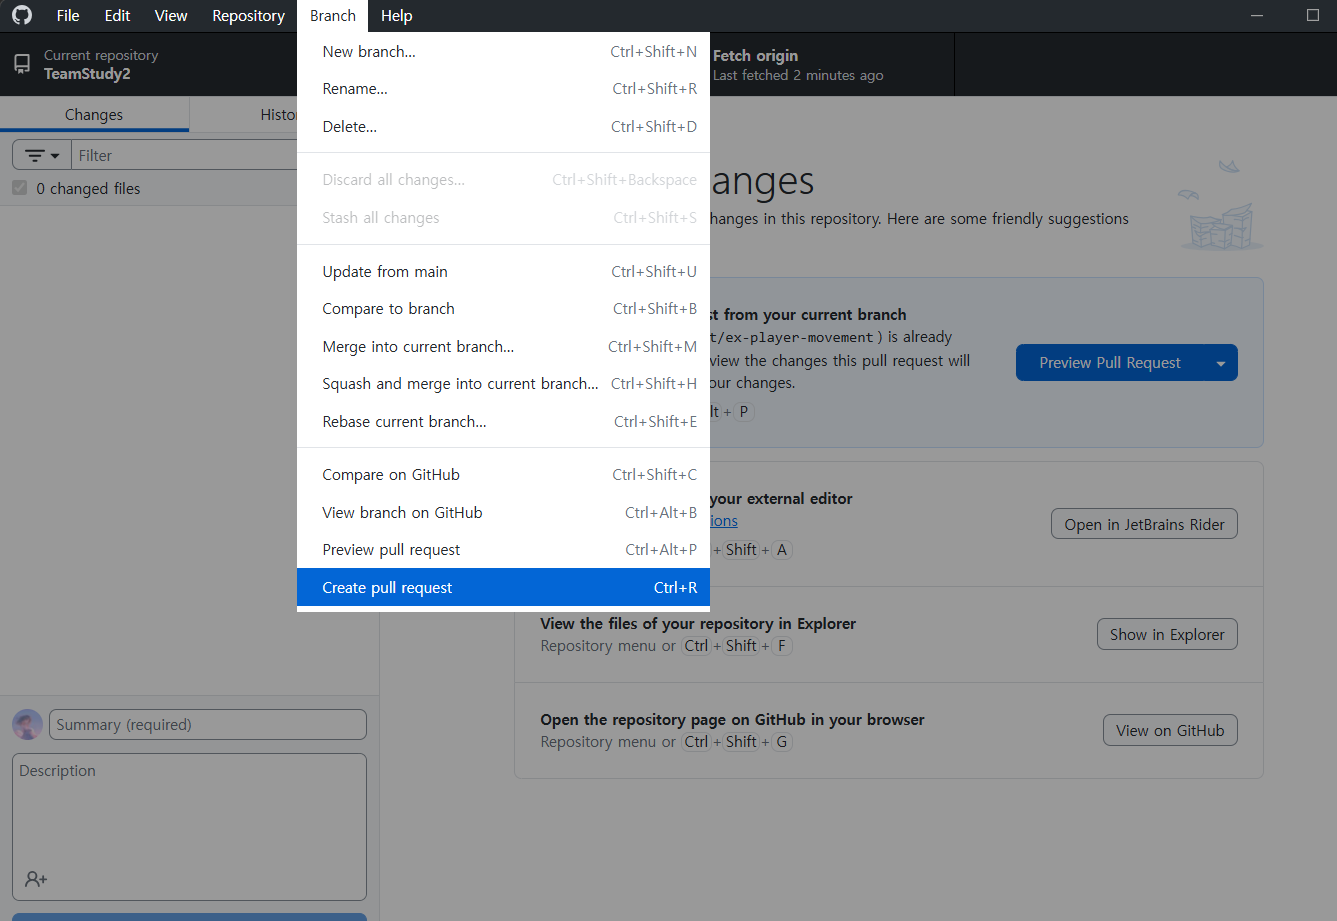 File Edit View Repository Branch Help
Current repository
TeamStudy2
Fetch origin
Last fetched 2 minutes ago
Changes
Histo
Filter
0 changed files
New branch... Ctrl+Shift+N
Rename... Ctrl+Shift+R
Delete... Ctrl+Shift+D
Discard all changes... Ctrl+Shift+Backspace
Stash all changes Ctrl+Shift+S
Update from main Ctrl+Shift+U
Compare to branch Ctrl+Shift+B
Merge into current branch... Ctrl+Shift+M
Squash and merge into current branch... Ctrl+Shift+H
Rebase current branch... Ctrl+Shift+E
Compare on GitHub Ctrl+Shift+C
View branch on GitHub Ctrl+Alt+B
Preview pull request Ctrl+Alt+P
Create pull request Ctrl+R
anges
hanges in this repository. Here are some friendly suggestions
st from your current branch
t/ex-player-movement ) is already
view the changes this pull request will
our changes.
lt + P
Preview Pull Request
your external editor
ions
+ Shift + A
Open in JetBrains Rider
View the files of your repository in Explorer
Repository menu or Ctrl + Shift + F
Show in Explorer
Open the repository page on GitHub in your browser
Repository menu or Ctrl + Shift + G
View on GitHub
Summary (required)
Description